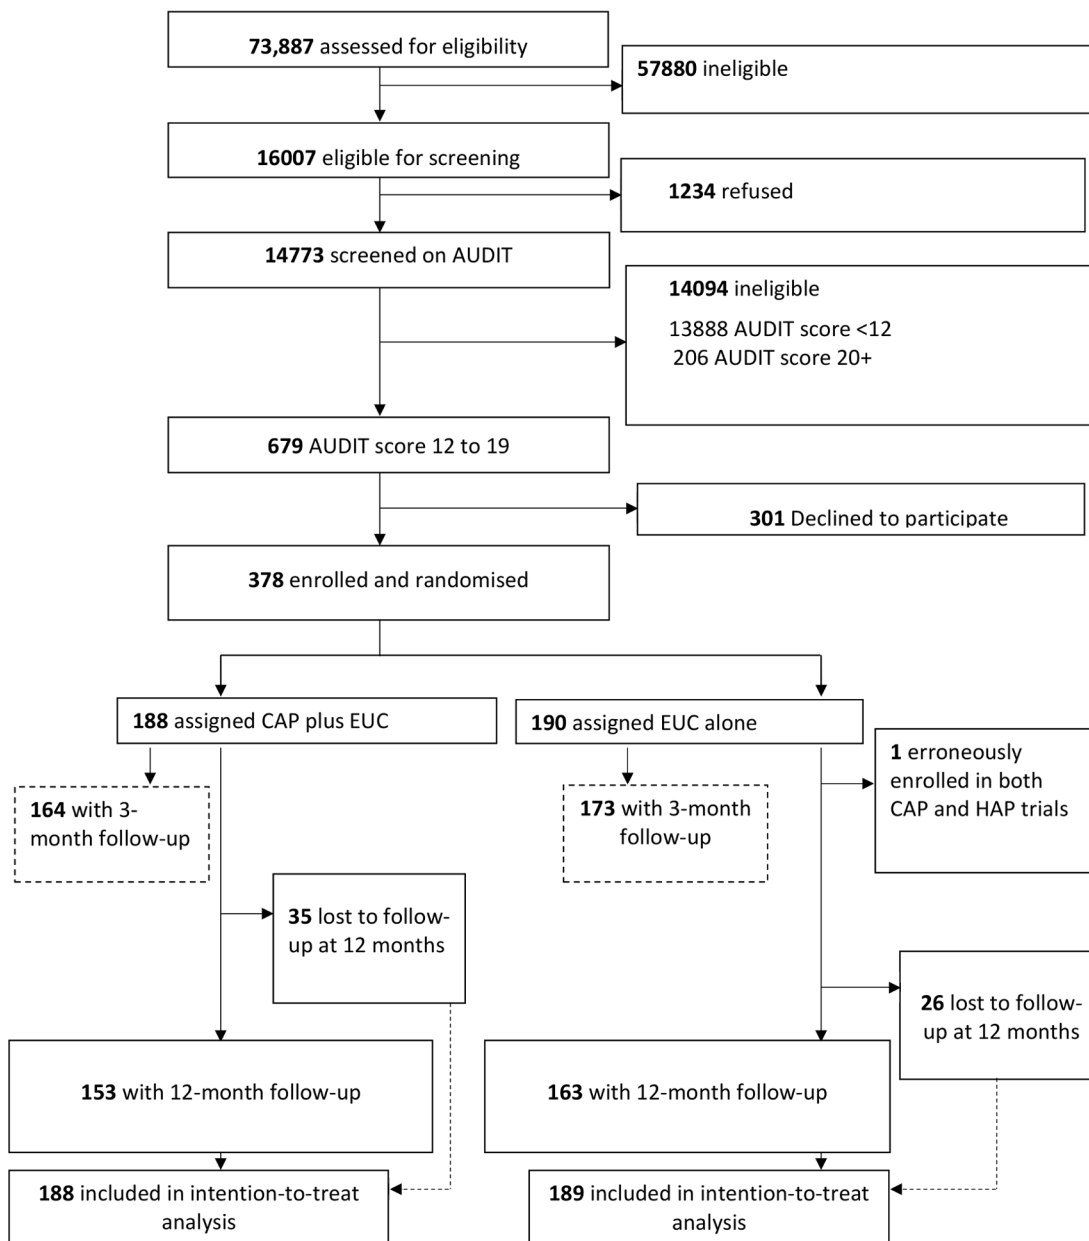 73,887 assessed for eligibility
57880 ineligible
16007 eligible for screening
1234 refused
14773 screened on AUDIT
14094 ineligible
13888 AUDIT score <12
206 AUDIT score 20+
679 AUDIT score 12 to 19
301 Declined to participate
378 enrolled and randomised
188 assigned CAP plus EUC
190 assigned EUC alone
1 erroneously
enrolled in both
CAP and HAP trials
164 with 3-
month follow-up
173 with 3-month
follow-up
35 lost to follow-
up at 12 months
26 lost to follow-
up at 12 months
153 with 12-month follow-up
163 with 12-month follow-up
188 included in intention-to-treat
analysis
189 included in intention-to-treat
analysis